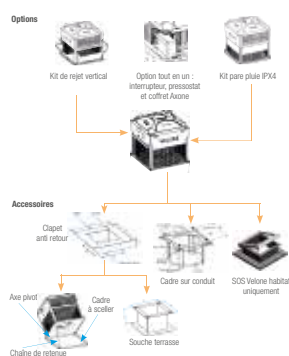 Options
Kit de rejet vertical
Option tout en un :
interrupteur, pressostat
et coffret Axone
Kit pare pluie IPX4
Accessoires
Clapet
anti retour
Cadre sur conduit
SOS Velone habitat
uniquement
Axe pivot
Cadre
à sceller
Chaîne de retenue
Souche terrasse